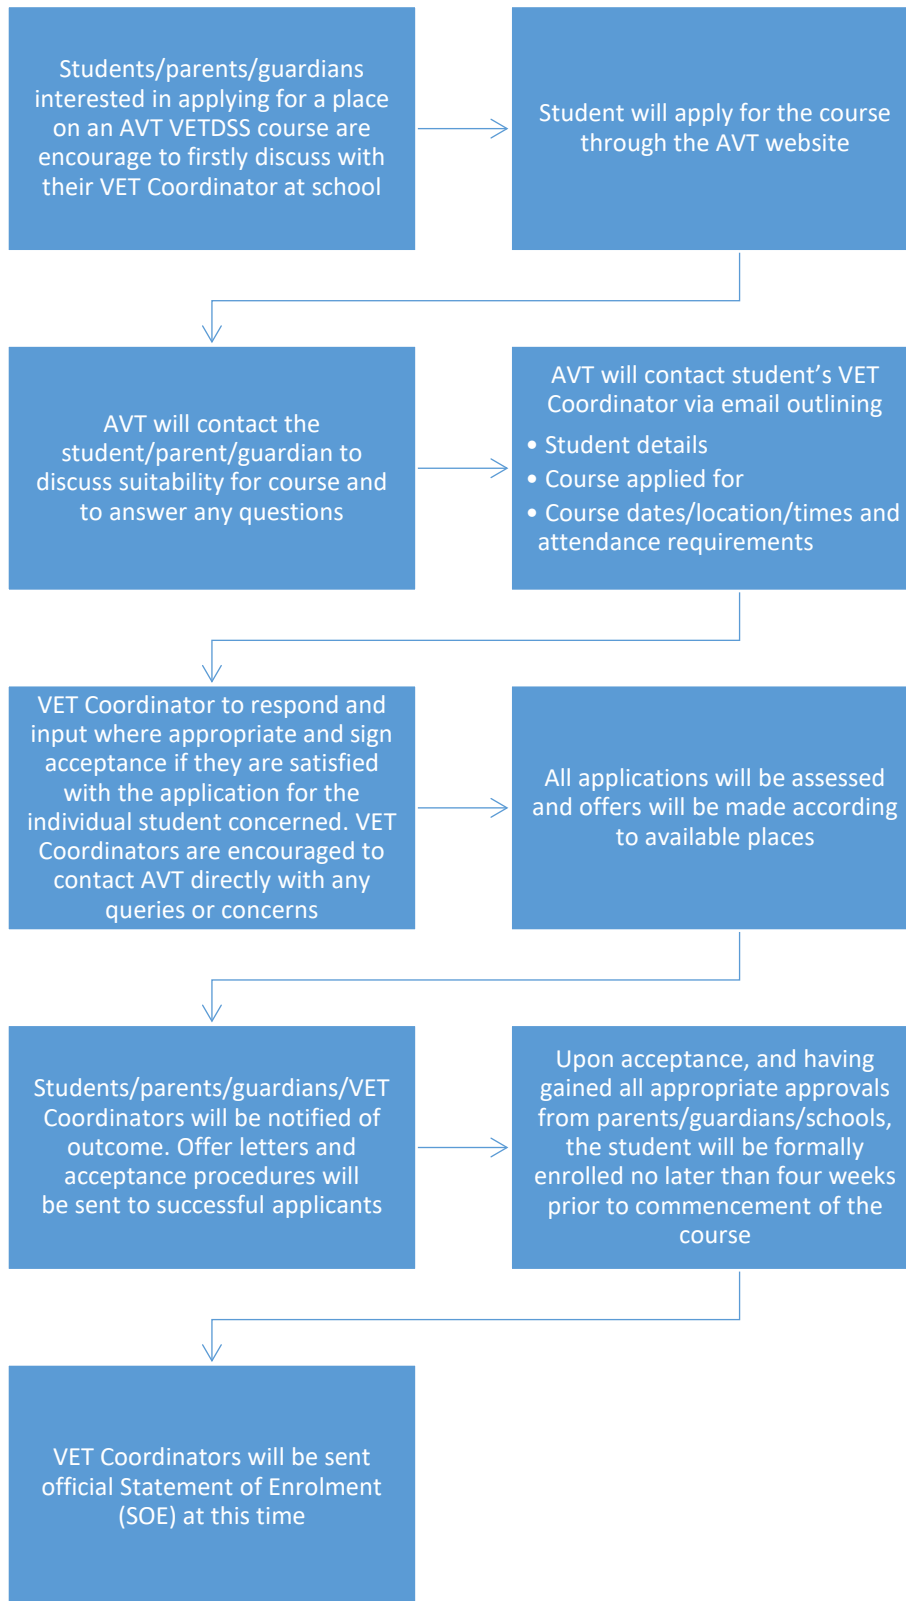 Students/parents/guardians
interested in applying for a place
on an AVT VETDSS course are
encourage to firstly discuss with
their VET Coordinator at school
Student will apply for the course
through the AVT website
AVT will contact the
student/parent/guardian to
discuss suitability for course and
to answer any questions
AVT will contact student’s VET
Coordinator via email outlining
• Student details
• Course applied for
• Course dates/location/times and
attendance requirements
VET Coordinator to respond and
input where appropriate and sign
acceptance if they are satisfied
with the application for the
individual student concerned. VET
Coordinators are encouraged to
contact AVT directly with any
queries or concerns
All applications will be assessed
and offers will be made according
to available places
Students/parents/guardians/VET
Coordinators will be notified of
outcome. Offer letters and
acceptance procedures will
be sent to successful applicants
Upon acceptance, and having
gained all appropriate approvals
from parents/guardians/schools,
the student will be formally
enrolled no later than four weeks
prior to commencement of the
course
VET Coordinators will be sent
official Statement of Enrolment
(SOE) at this time